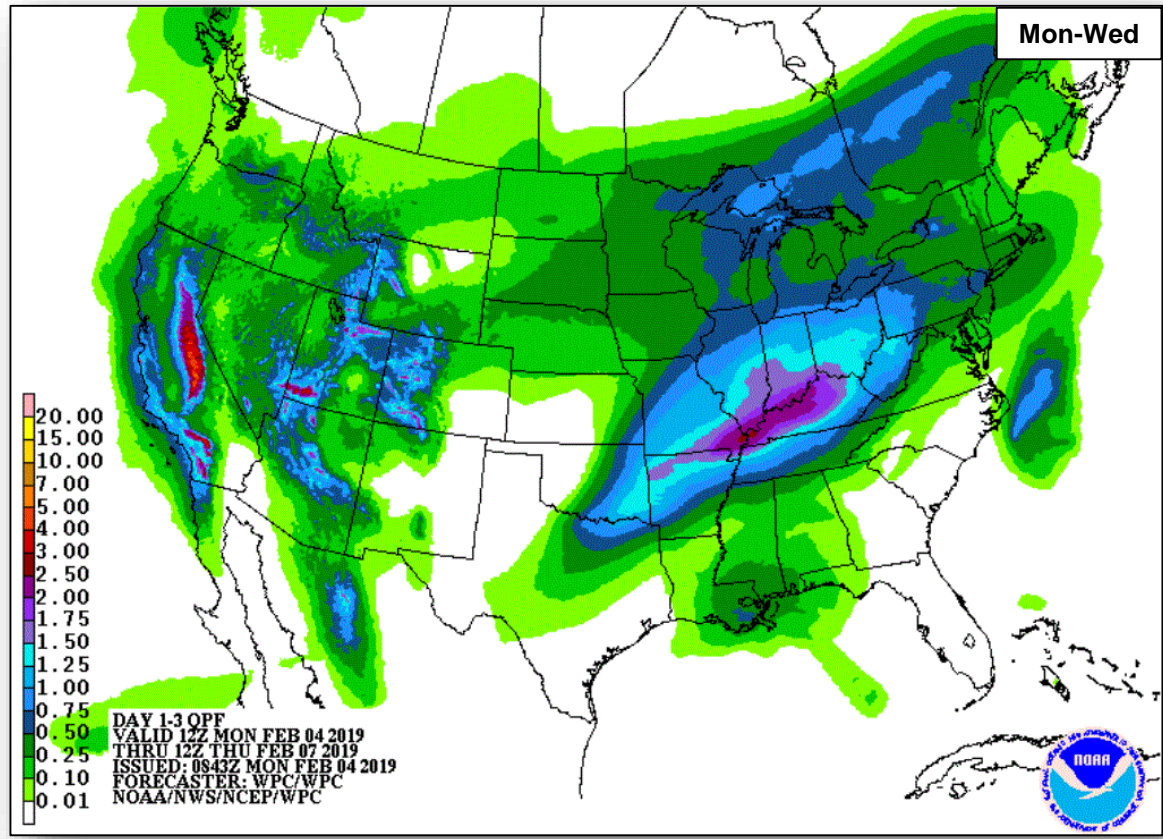 Mon-Wed
20.00
15.00
10.00
7.00
5.00
4.00
3.00
2.50
2.00
1.75
1.50
1.25
1.00
0.75
0.50
0.25
0.10
0.01
DAY 1-3 QPF
VALID 12Z MON FEB 04 2019
THRU 12Z THU FEB 07 2019
ISSUED: 0843Z MON FEB 04 2019
FORECASTER: WPC/WPC
NOAA/NWS/NCEP/WPC
NOAA